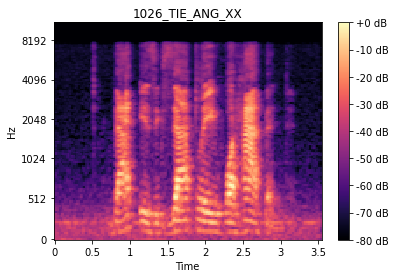 1026_TIE_ANG_XX
+0 dB
8192
-10 dB
4096
-20 dB
-30 dB
2048
Hz
-40 dB
1024
-50 dB
512
-60 dB
-70 dB
0
-80 dB
0 0.5 1 1.5 2 2.5 3 3.5
Time